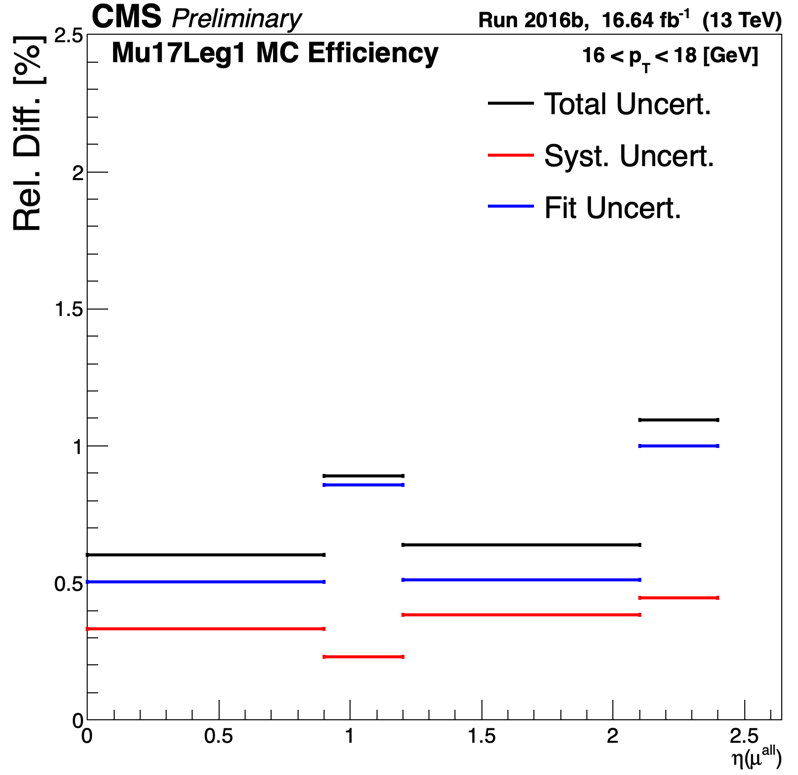 CMS Preliminary Run 2016b, 16.64 fb⁻¹ (13 TeV)
Mu17Leg1 MC Efficiency 16 < p_T < 18 [GeV]
Total Uncert.
Syst. Uncert.
Fit Uncert.
Rel. Diff. [%]
2.5
2
1.5
1
0.5
0
0 0.5 1 1.5 2 2.5
η(μ^all)